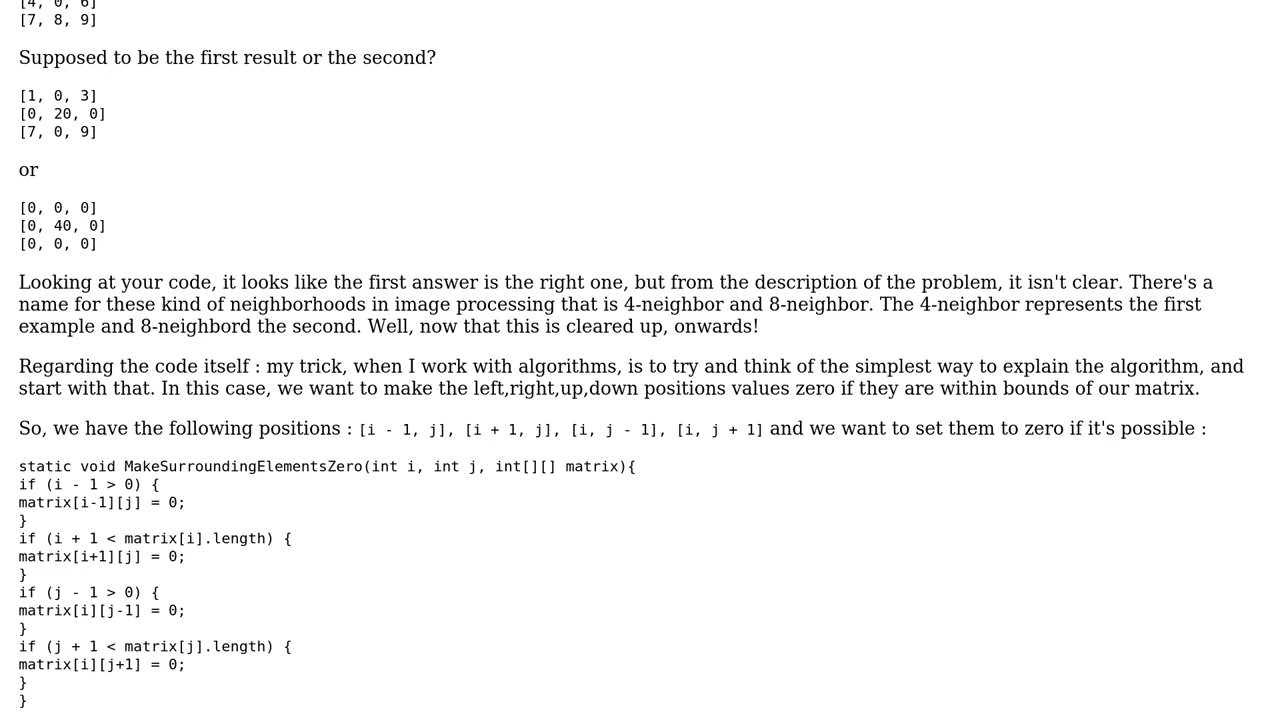 [4, 0, 6]
[7, 8, 9]
Supposed to be the first result or the second?
[1, 0, 3]
[0, 20, 0]
[7, 0, 9]
or
[0, 0, 0]
[0, 40, 0]
[0, 0, 0]
Looking at your code, it looks like the first answer is the right one, but from the description of the problem, it isn't clear. There's a
name for these kind of neighborhoods in image processing that is 4-neighbor and 8-neighbor. The 4-neighbor represents the first
example and 8-neighbord the second. Well, now that this is cleared up, onwards!
Regarding the code itself : my trick, when I work with algorithms, is to try and think of the simplest way to explain the algorithm, and
start with that. In this case, we want to make the left,right,up,down positions values zero if they are within bounds of our matrix.
So, we have the following positions : [i - 1, j], [i + 1, j], [i, j - 1], [i, j + 1] and we want to set them to zero if it's possible :
static void MakeSurroundingElementsZero(int i, int j, int[][] matrix){
if (i - 1 > 0) {
matrix[i-1][j] = 0;
}
if (i + 1 < matrix[i].length) {
matrix[i+1][j] = 0;
}
if (j - 1 > 0) {
matrix[i][j-1] = 0;
}
if (j + 1 < matrix[j].length) {
matrix[i][j+1] = 0;
}
}